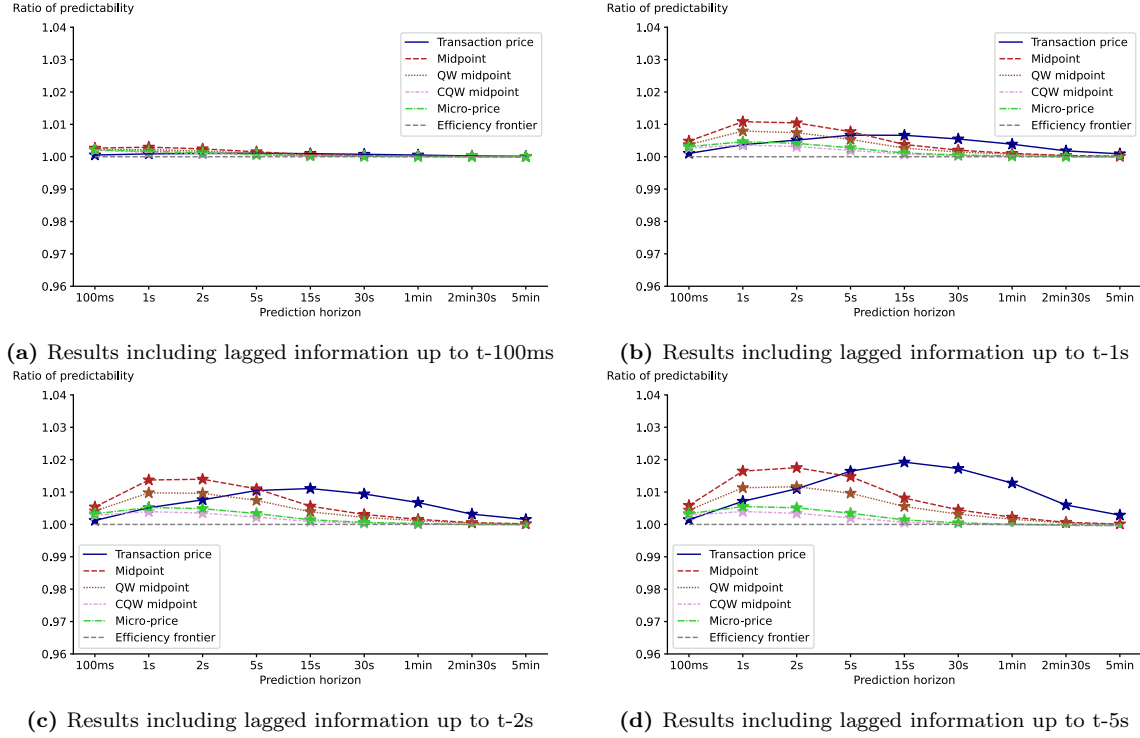 Ratio of predictability
1.04
1.03
1.02
1.01
1.00
0.99
0.98
0.97
0.96
Transaction price
Midpoint
QW midpoint
CQW midpoint
Micro-price
Efficiency frontier
100ms 1s 2s 5s 15s 30s 1min 2min30s 5min
Prediction horizon
(a) Results including lagged information up to t-100ms
Ratio of predictability
1.04
1.03
1.02
1.01
1.00
0.99
0.98
0.97
0.96
Transaction price
Midpoint
QW midpoint
CQW midpoint
Micro-price
Efficiency frontier
100ms 1s 2s 5s 15s 30s 1min 2min30s 5min
Prediction horizon
(b) Results including lagged information up to t-1s
Ratio of predictability
1.04
1.03
1.02
1.01
1.00
0.99
0.98
0.97
0.96
Transaction price
Midpoint
QW midpoint
CQW midpoint
Micro-price
Efficiency frontier
100ms 1s 2s 5s 15s 30s 1min 2min30s 5min
Prediction horizon
(c) Results including lagged information up to t-2s
Ratio of predictability
1.04
1.03
1.02
1.01
1.00
0.99
0.98
0.97
0.96
Transaction price
Midpoint
QW midpoint
CQW midpoint
Micro-price
Efficiency frontier
100ms 1s 2s 5s 15s 30s 1min 2min30s 5min
Prediction horizon
(d) Results including lagged information up to t-5s